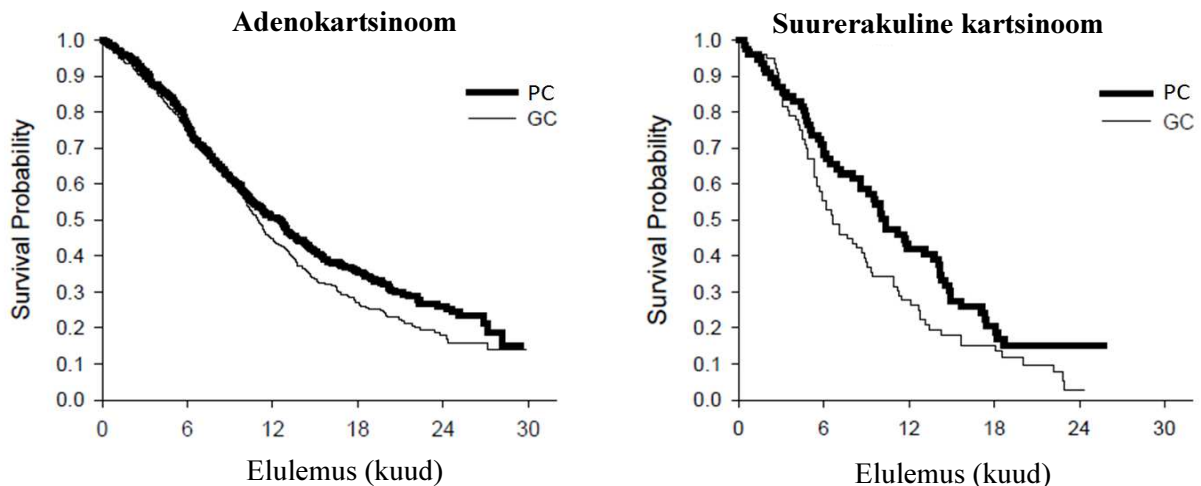 Adenokartsinoom
Survival Probability
1.0
0.9
0.8
0.7
0.6
0.5
0.4
0.3
0.2
0.1
0.0
PC
GC
0 6 12 18 24 30
Elulemus (kuud)
Suurerakuline kartsinoom
Survival Probability
1.0
0.9
0.8
0.7
0.6
0.5
0.4
0.3
0.2
0.1
0.0
PC
GC
0 6 12 18 24 30
Elulemus (kuud)